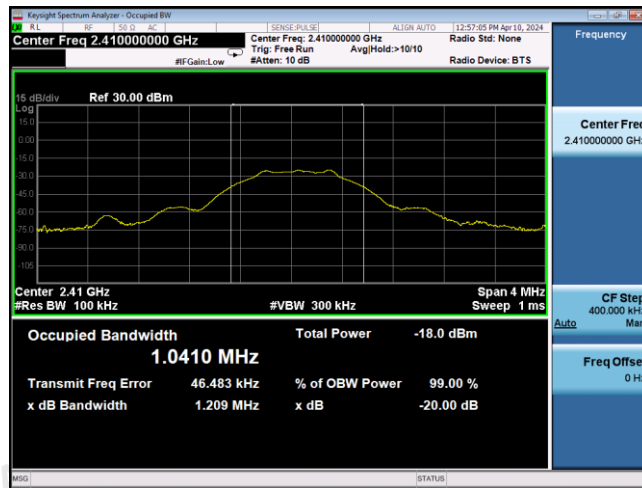 Keysight Spectrum Analyzer - Occupied BW
RL RF 50 Ω AC SENSE:PULSE ALIGN AUTO 12:57:05 PM Apr 10, 2024
Center Freq 2.410000000 GHz Center Freq: 2.410000000 GHz Radio Std: None Frequency
Trig: Free Run Avg|Hold:>10/10
#IFGain:Low #Atten: 10 dB Radio Device: BTS
15 dB/div Ref 30.00 dBm
Log
15.0
0.00
-15.0
-30.0
-45.0
-60.0
-75.0
-90.0
-105
Center Freq
2.410000000 GHz
Center 2.41 GHz Span 4 MHz
#Res BW 100 kHz #VBW 300 kHz Sweep 1 ms
CF Step
400.000 kHz
Auto Man
Occupied Bandwidth Total Power -18.0 dBm
1.0410 MHz
Transmit Freq Error 46.483 kHz % of OBW Power 99.00 %
x dB Bandwidth 1.209 MHz x dB -20.00 dB
Freq Offset
0 Hz
MSG STATUS